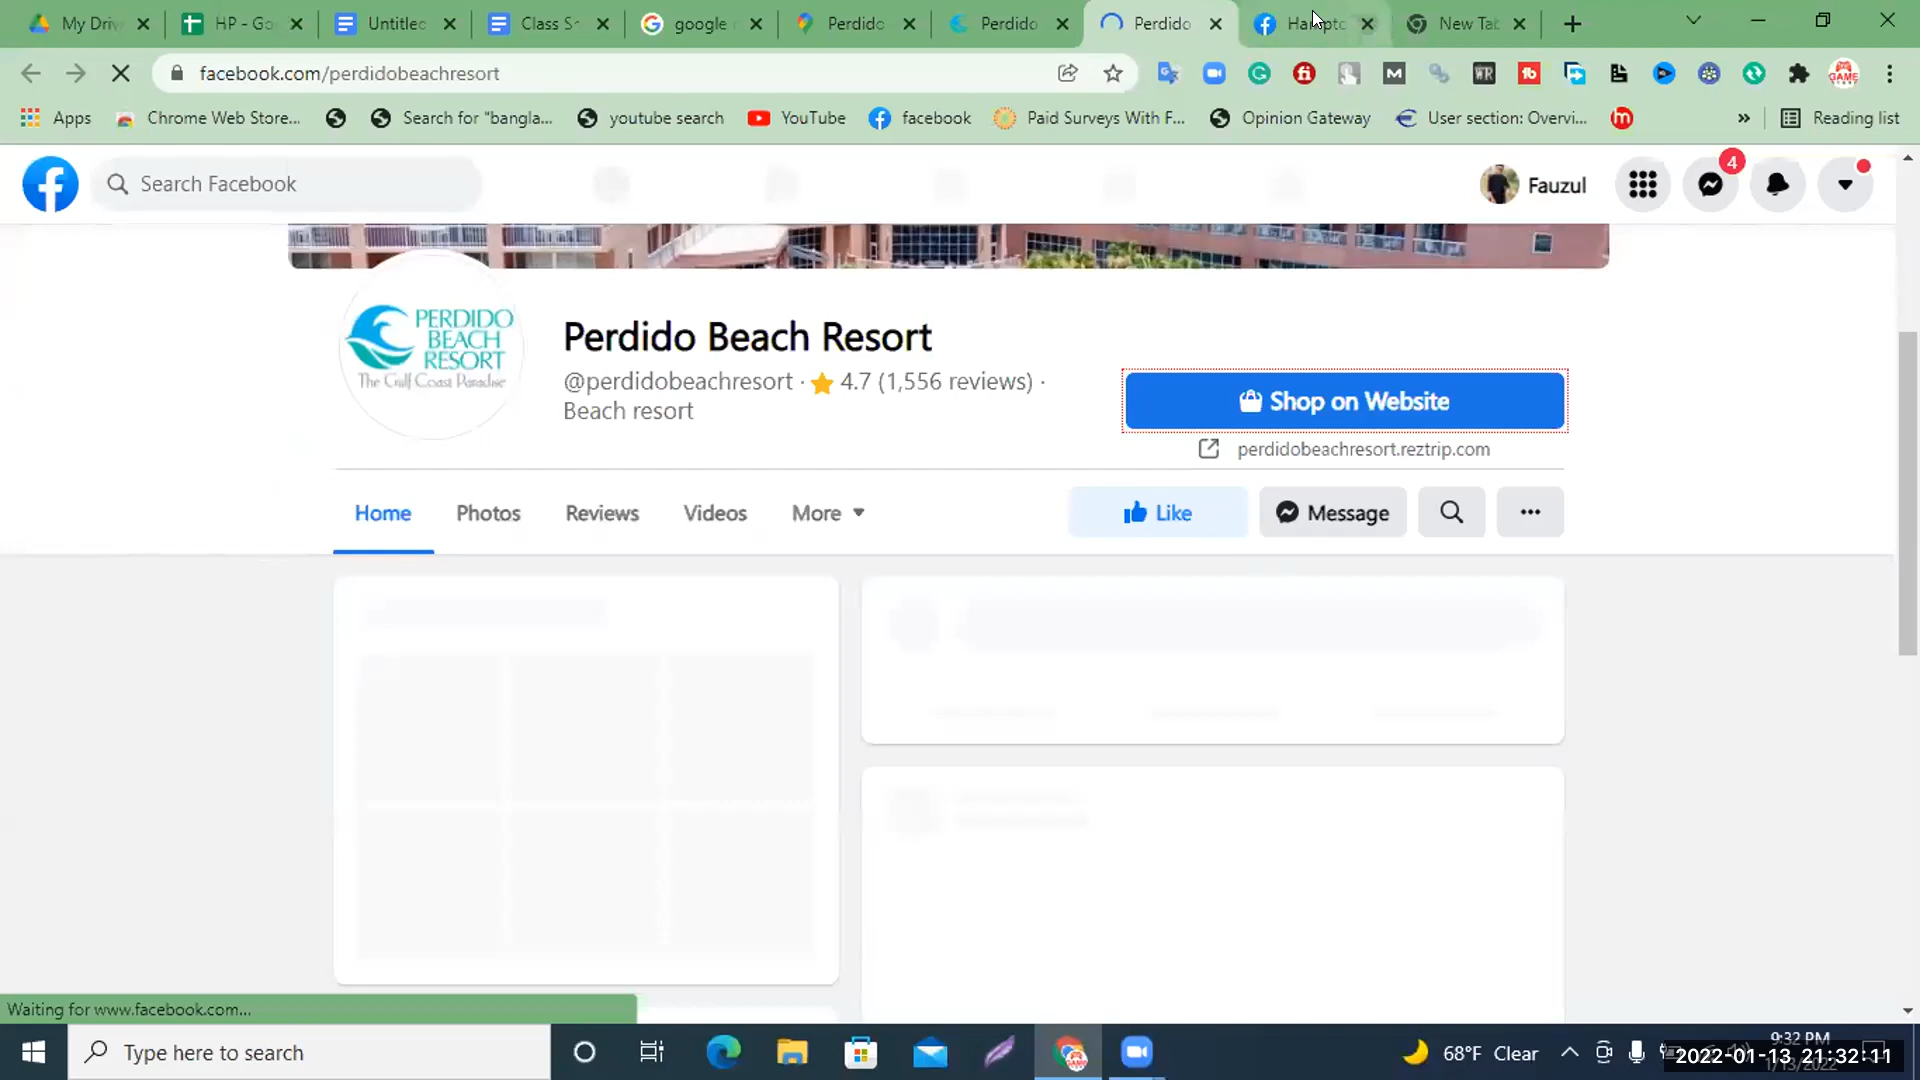 My Driv
HP - Go
Untitled
Class S
google
Perdido
Perdido
Perdido
New Tab
facebook.com/perdidobeachresort
Apps
Chrome Web Store...
Search for "bangla...
youtube search
YouTube
facebook
Paid Surveys With F...
Opinion Gateway
User section: Overvi...
»
Reading list
Search Facebook
Fauzul
4
PERDIDO
BEACH
RESORT
The Gulf Coast Paradise
Perdido Beach Resort
@perdidobeachresort · 4.7 (1,556 reviews) ·
Beach resort
Shop on Website
perdidobeachresort.reztrip.com
Home
Photos
Reviews
Videos
More
Like
Message
Waiting for www.facebook.com...
Type here to search
68°F Clear
9:32 PM
2022-01-13 21:32:11